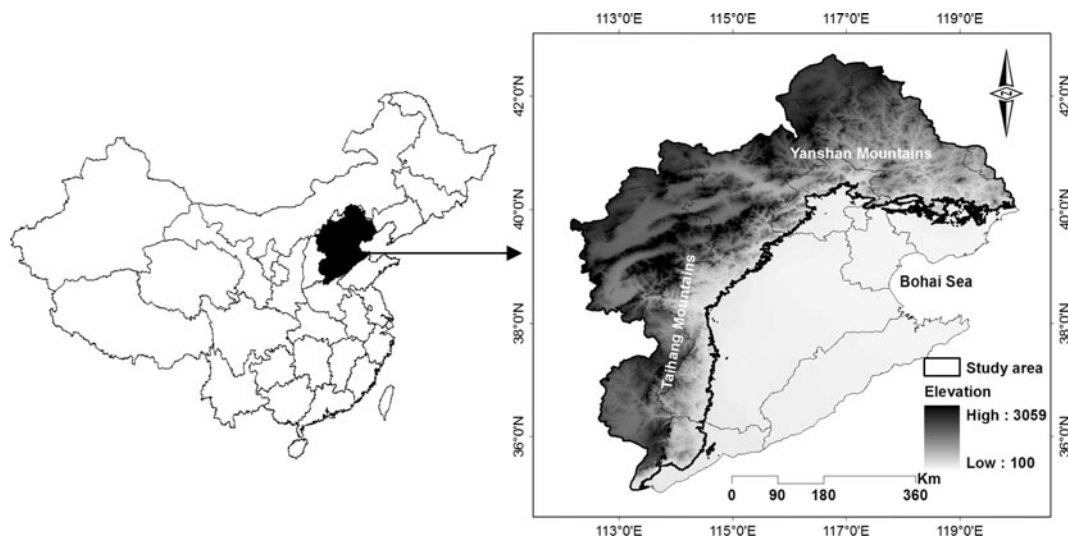 113°0'E 115°0'E 117°0'E 119°0'E
42°0'N
40°0'N
38°0'N
36°0'N
42°0'N
40°0'N
38°0'N
36°0'N
N
Yanshan Mountains
Taihang Mountains
Bohai Sea
Study area
Elevation
High : 3059
Low : 100
Km
0 90 180 360
113°0'E 115°0'E 117°0'E 119°0'E